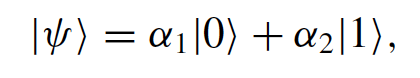 |ψ⟩ = α₁|0⟩ + α₂|1⟩,